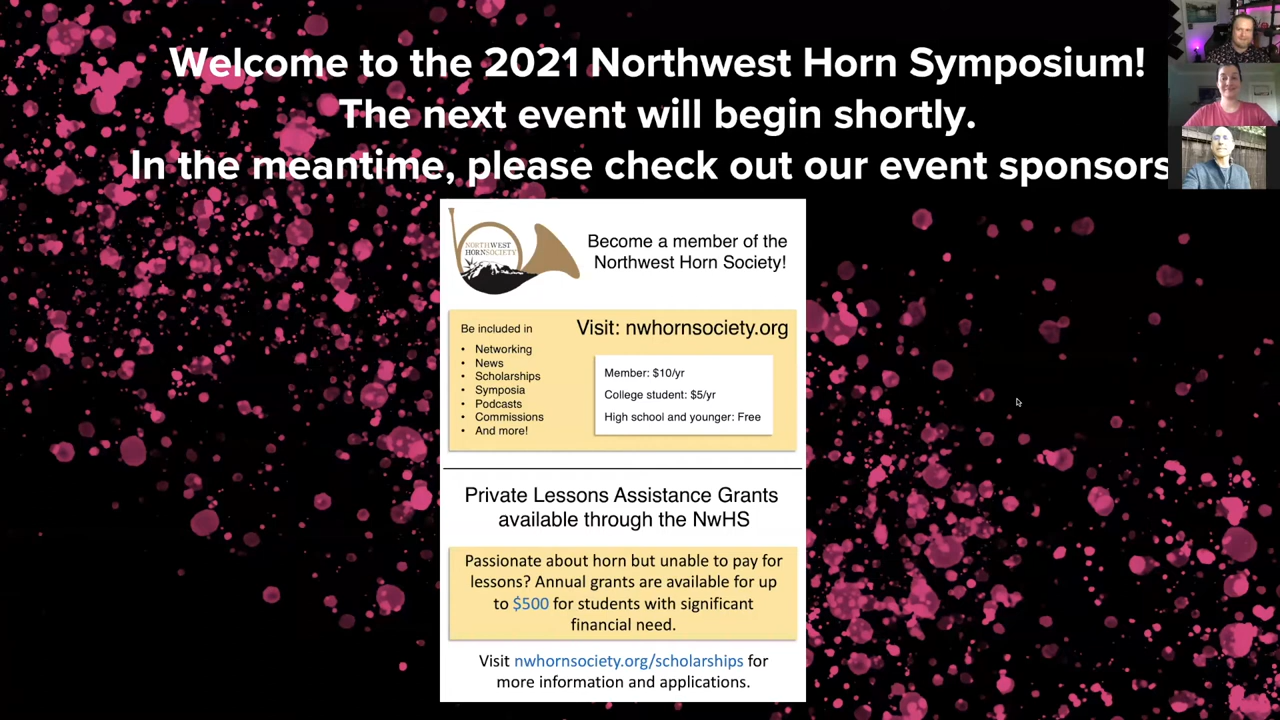 Welcome to the 2021 Northwest Horn Symposium!
The next event will begin shortly.
In the meantime, please check out our event sponsors
NORTHWEST
HORNSOCIETY
Become a member of the
Northwest Horn Society!
Be included in
• Networking
• News
• Scholarships
• Symposia
• Podcasts
• Commissions
• And more!
Visit: nwhornsociety.org
Member: $10/yr
College student: $5/yr
High school and younger: Free
Private Lessons Assistance Grants
available through the NwHS
Passionate about horn but unable to pay for
lessons? Annual grants are available for up
to $500 for students with significant
financial need.
Visit nwhornsociety.org/scholarships for
more information and applications.